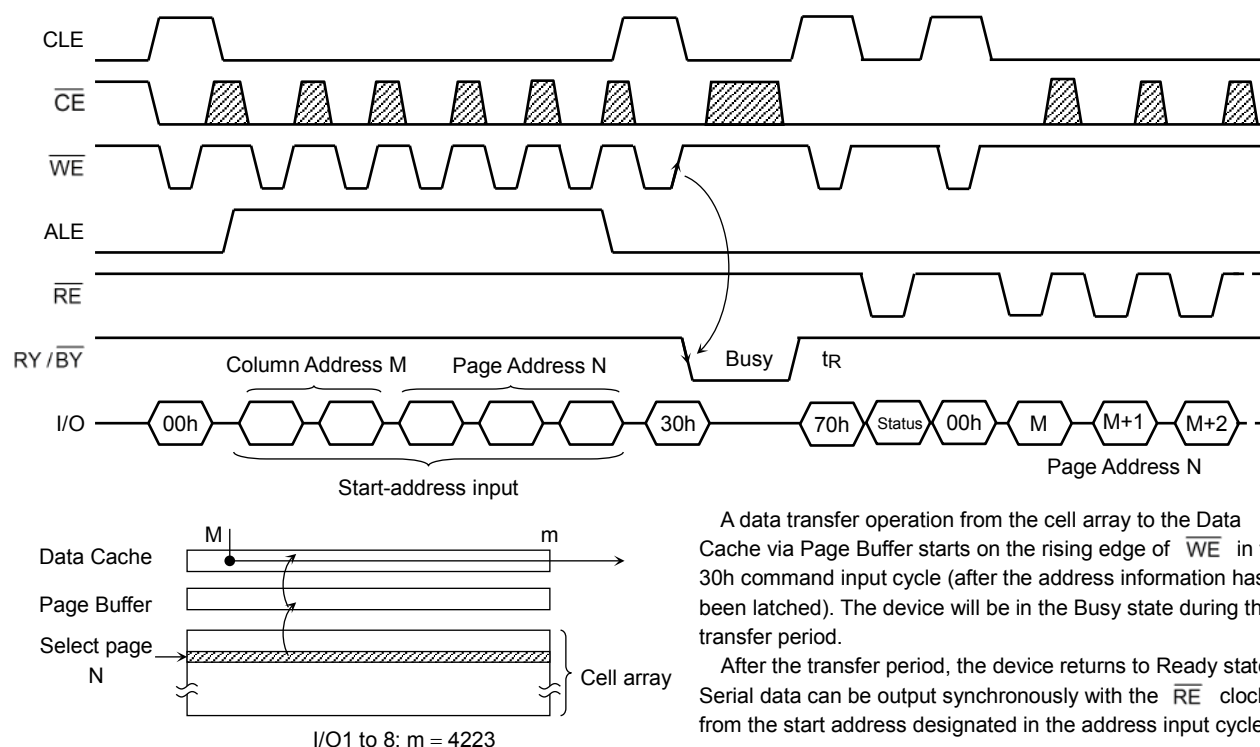 CLE
CE
WE
ALE
RE
RY / BY
Busy
tR
Column Address M
Page Address N
I/O
00h
30h
70h
Status
00h
M
M+1
M+2
Start-address input
Page Address N
M
m
Data Cache
Page Buffer
Select page
N
Cell array
I/O1 to 8: m = 4223
A data transfer operation from the cell array to the Data
Cache via Page Buffer starts on the rising edge of WE in
30h command input cycle (after the address information has
been latched). The device will be in the Busy state during
transfer period.
After the transfer period, the device returns to Ready
Serial data can be output synchronously with the RE clock
from the start address designated in the address input cycle